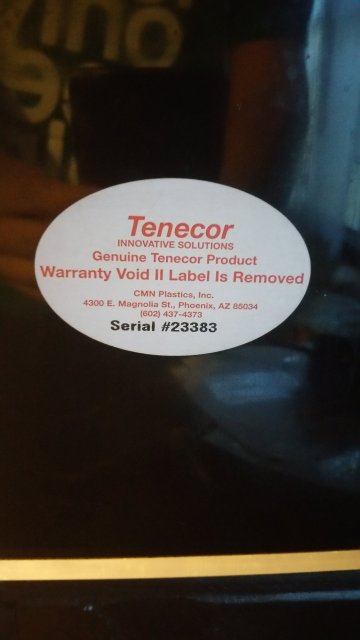 Tenecor
INNOVATIVE SOLUTIONS
Genuine Tenecor Product
Warranty Void II Label Is Removed
CMN Plastics, Inc.
4300 E. Magnolia St., Phoenix, AZ 85034
(602) 437-4373
Serial #23383